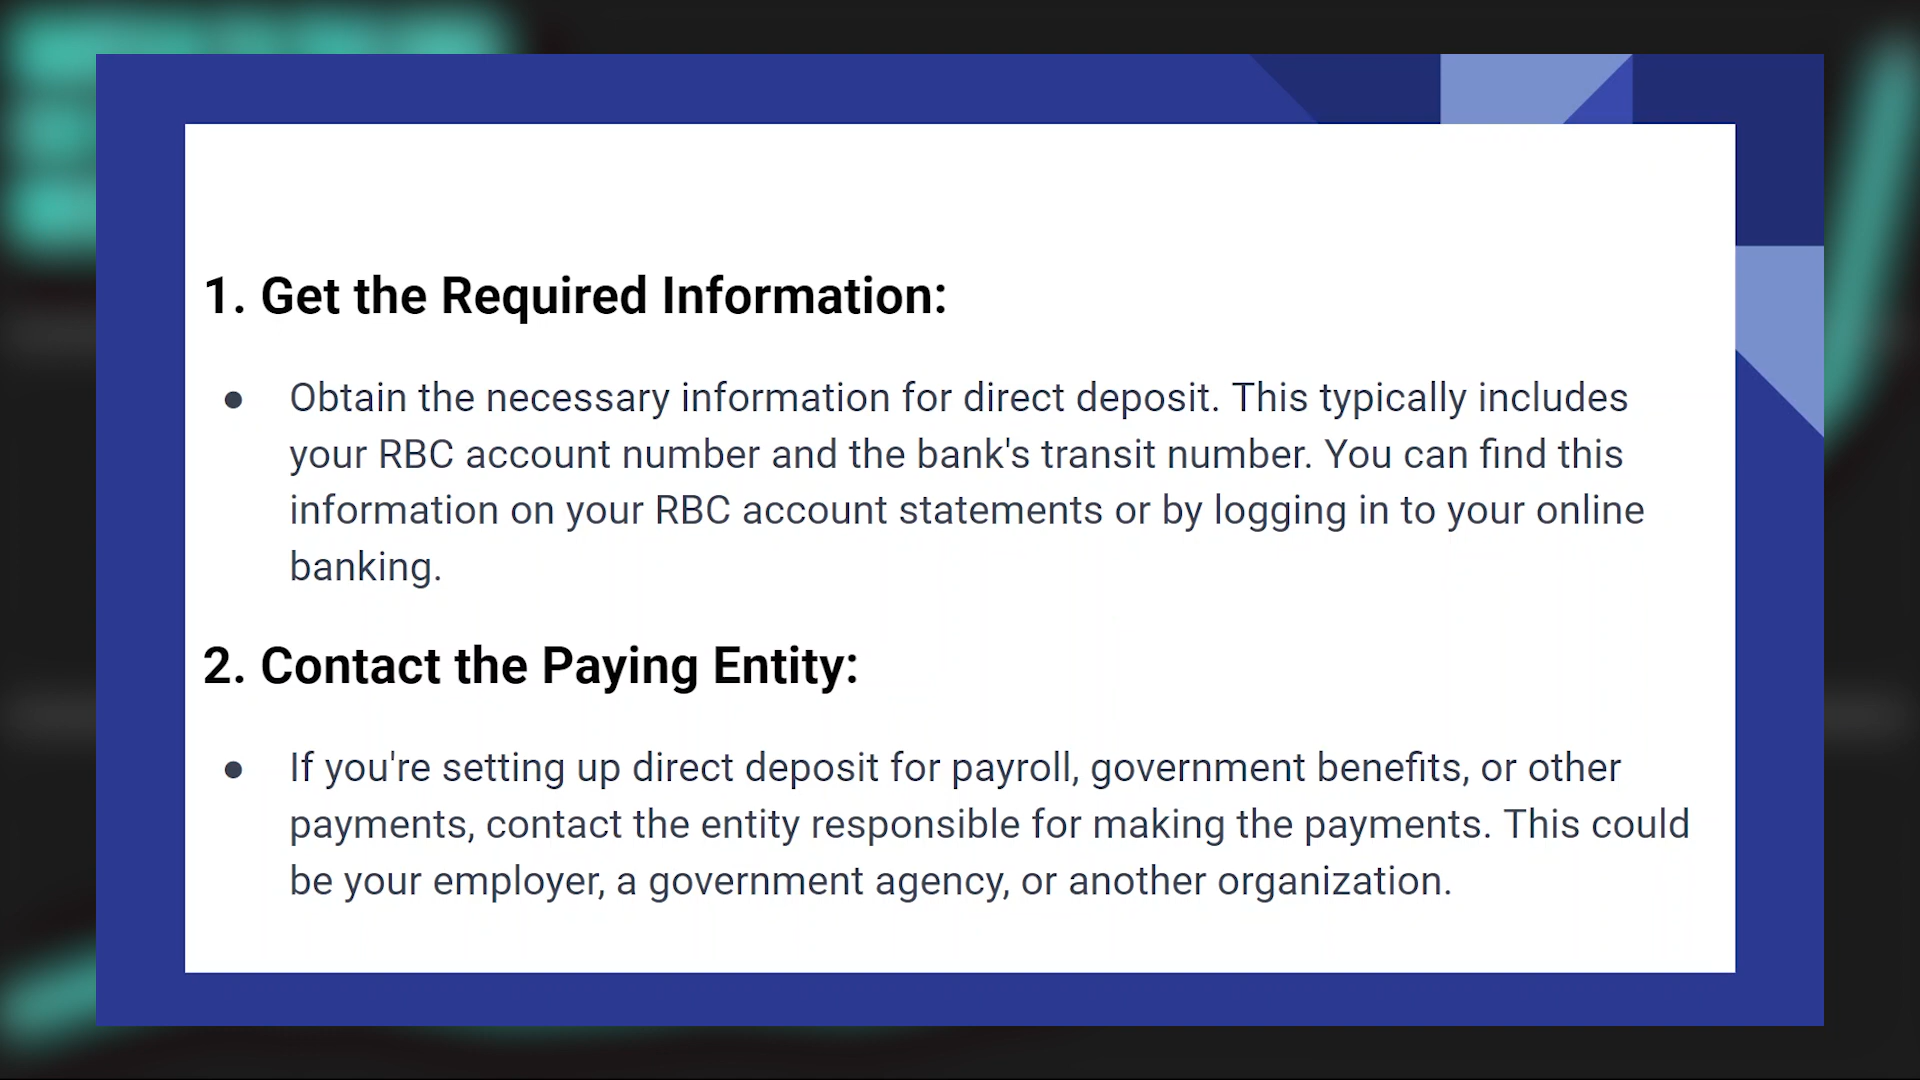 1. Get the Required Information:
● Obtain the necessary information for direct deposit. This typically includes
your RBC account number and the bank's transit number. You can find this
information on your RBC account statements or by logging in to your online
banking.
2. Contact the Paying Entity:
● If you're setting up direct deposit for payroll, government benefits, or other
payments, contact the entity responsible for making the payments. This could
be your employer, a government agency, or another organization.